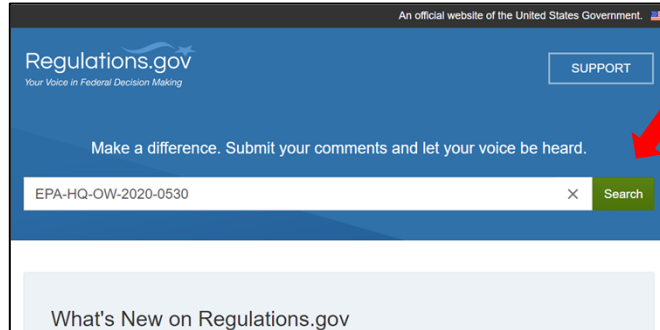 An official website of the United States Government.
Regulations.gov
Your Voice in Federal Decision Making
SUPPORT
Make a difference. Submit your comments and let your voice be heard.
EPA-HQ-OW-2020-0530
Search
What's New on Regulations.gov